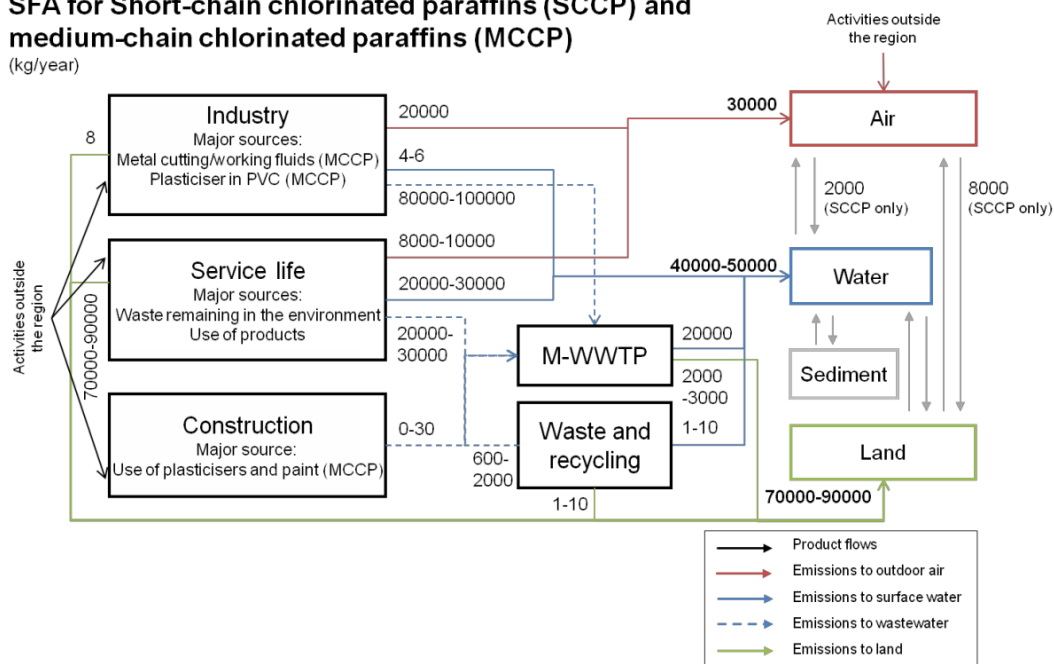 SFA for Short-chain chlorinated paraffins (SCCP) and
medium-chain chlorinated paraffins (MCCP)
(kg/year)
Activities outside
the region
Industry
Major sources:
Metal cutting/working fluids (MCCP)
Plasticiser in PVC (MCCP)
8
20000
4-6
80000-100000
30000
Air
2000
(SCCP only)
8000
(SCCP only)
Service life
Major sources:
Waste remaining in the environment
Use of products
8000-10000
20000-30000
20000-
30000
40000-50000
Water
Activities outside
the region
70000-90000
M-WWTP
20000
2000
-3000
Sediment
Construction
Major source:
Use of plasticisers and paint (MCCP)
0-30
600-
2000
Waste and
recycling
1-10
1-10
Land
70000-90000
Product flows
Emissions to outdoor air
Emissions to surface water
Emissions to wastewater
Emissions to land